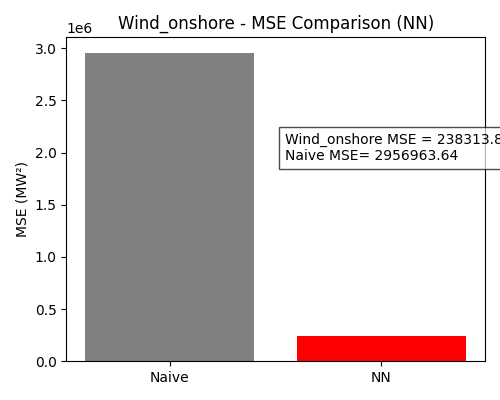 Wind_onshore - MSE Comparison (NN)
1e6
3.0
2.5
2.0
1.5
1.0
0.5
0.0
MSE (MW²)
Wind_onshore MSE = 238313.8
Naive MSE= 2956963.64
Naive
NN